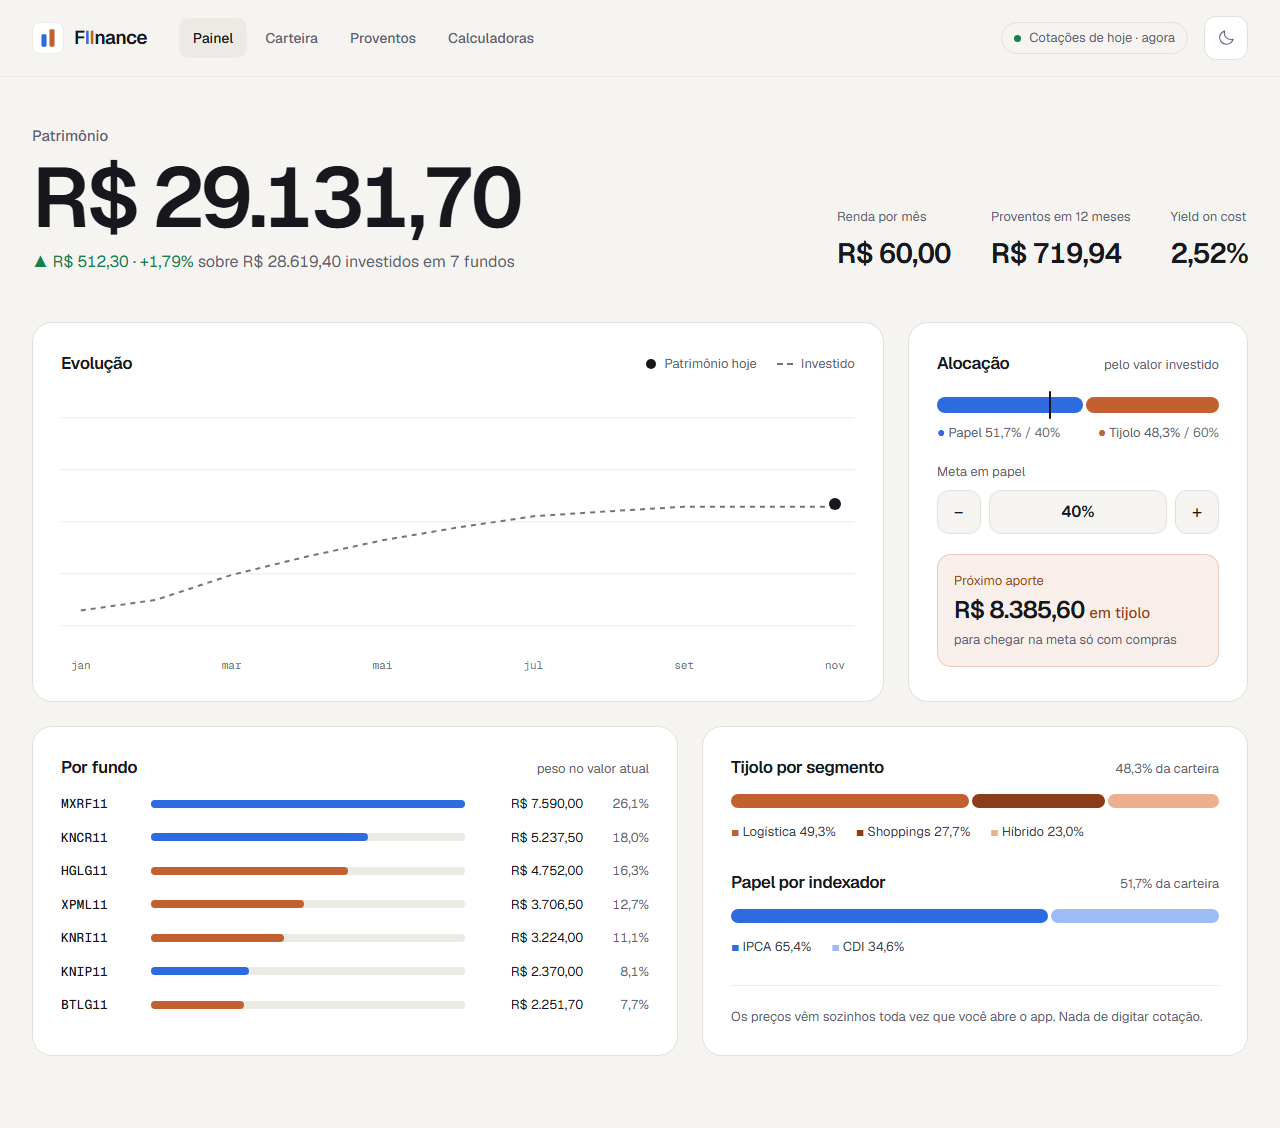 FIInance
Painel
Carteira
Proventos
Calculadoras
Cotações de hoje · agora
Patrimônio
R$ 29.131,70
▲ R$ 512,30 · +1,79% sobre R$ 28.619,40 investidos em 7 fundos
Renda por mês
R$ 60,00
Proventos em 12 meses
R$ 719,94
Yield on cost
2,52%
Evolução
Patrimônio hoje
Investido
jan
mar
mai
jul
set
nov
Alocação
pelo valor investido
Papel 51,7% / 40%
Tijolo 48,3% / 60%
Meta em papel
−
40%
+
Próximo aporte
R$ 8.385,60 em tijolo
para chegar na meta só com compras
Por fundo
peso no valor atual
MXRF11 R$ 7.590,00 26,1%
KNCR11 R$ 5.237,50 18,0%
HGLG11 R$ 4.752,00 16,3%
XPML11 R$ 3.706,50 12,7%
KNRI11 R$ 3.224,00 11,1%
KNIP11 R$ 2.370,00 8,1%
BTLG11 R$ 2.251,70 7,7%
Tijolo por segmento
48,3% da carteira
Logística 49,3%
Shoppings 27,7%
Híbrido 23,0%
Papel por indexador
51,7% da carteira
IPCA 65,4%
CDI 34,6%
Os preços vêm sozinhos toda vez que você abre o app. Nada de digitar cotação.